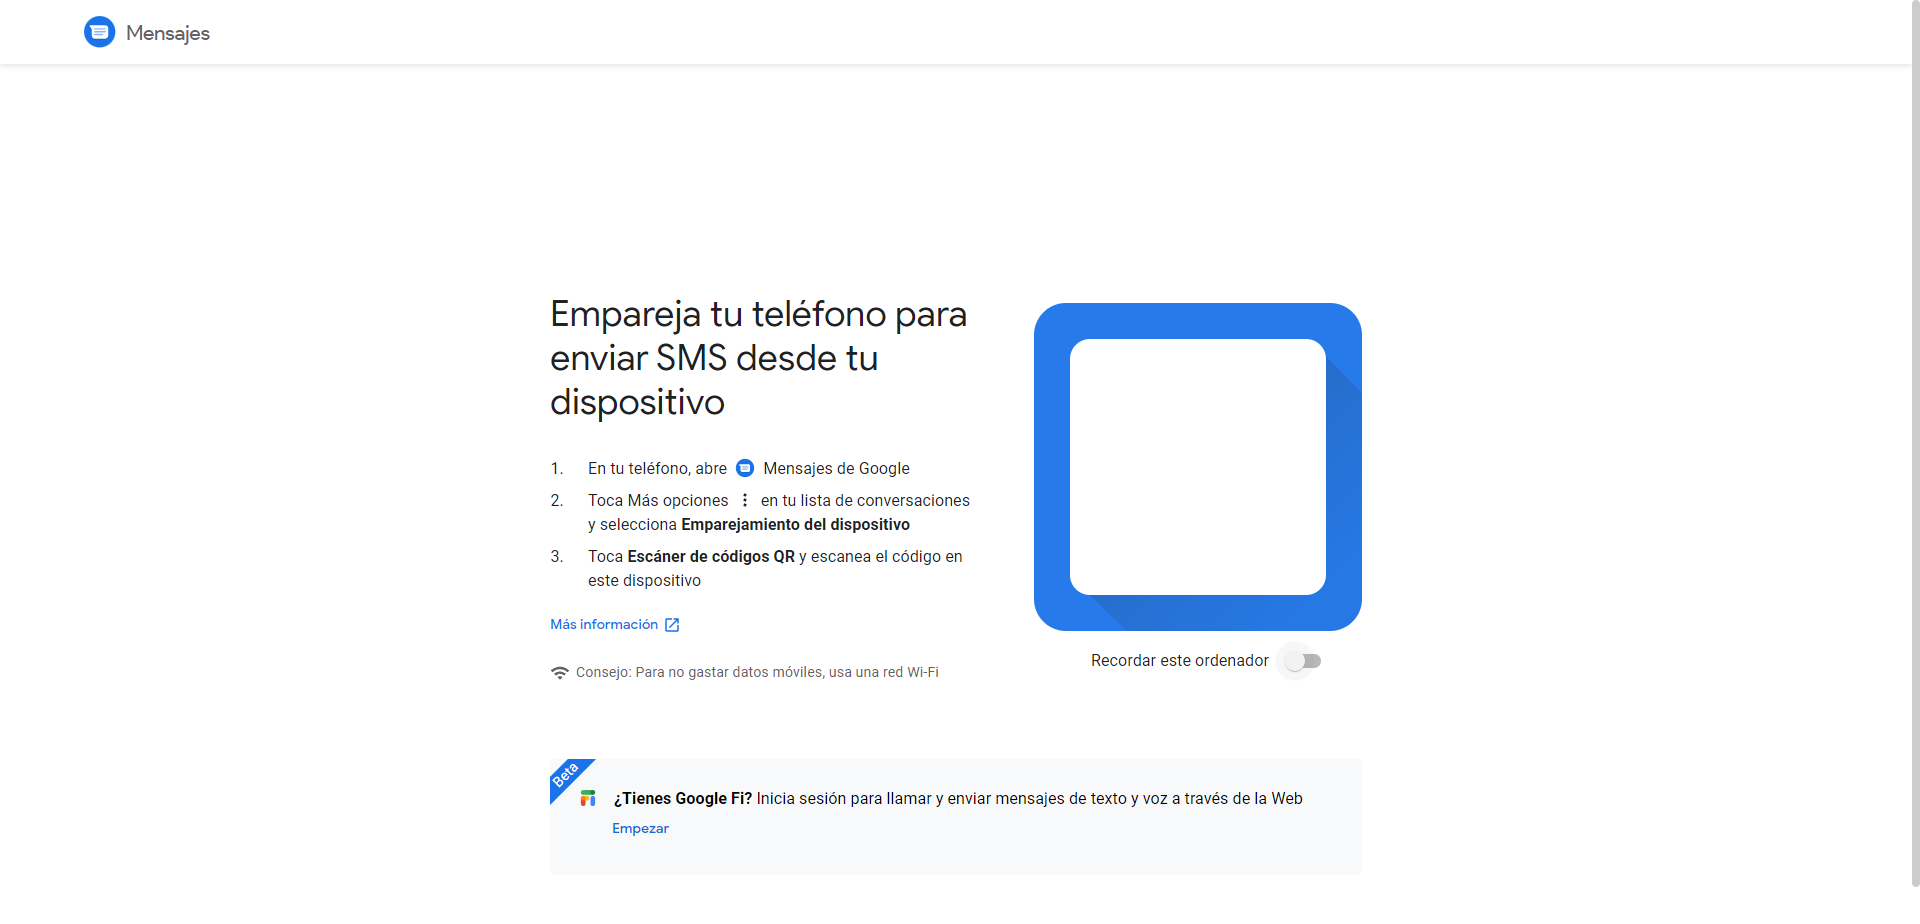 Mensajes
Empareja tu teléfono para
enviar SMS desde tu
dispositivo
1. En tu teléfono, abre Mensajes de Google
2. Toca Más opciones en tu lista de conversaciones
y selecciona Emparejamiento del dispositivo
3. Toca Escáner de códigos QR y escanea el código en
este dispositivo
Más información
Consejo: Para no gastar datos móviles, usa una red Wi-Fi
Recordar este ordenador
Beta
¿Tienes Google Fi? Inicia sesión para llamar y enviar mensajes de texto y voz a través de la Web
Empezar